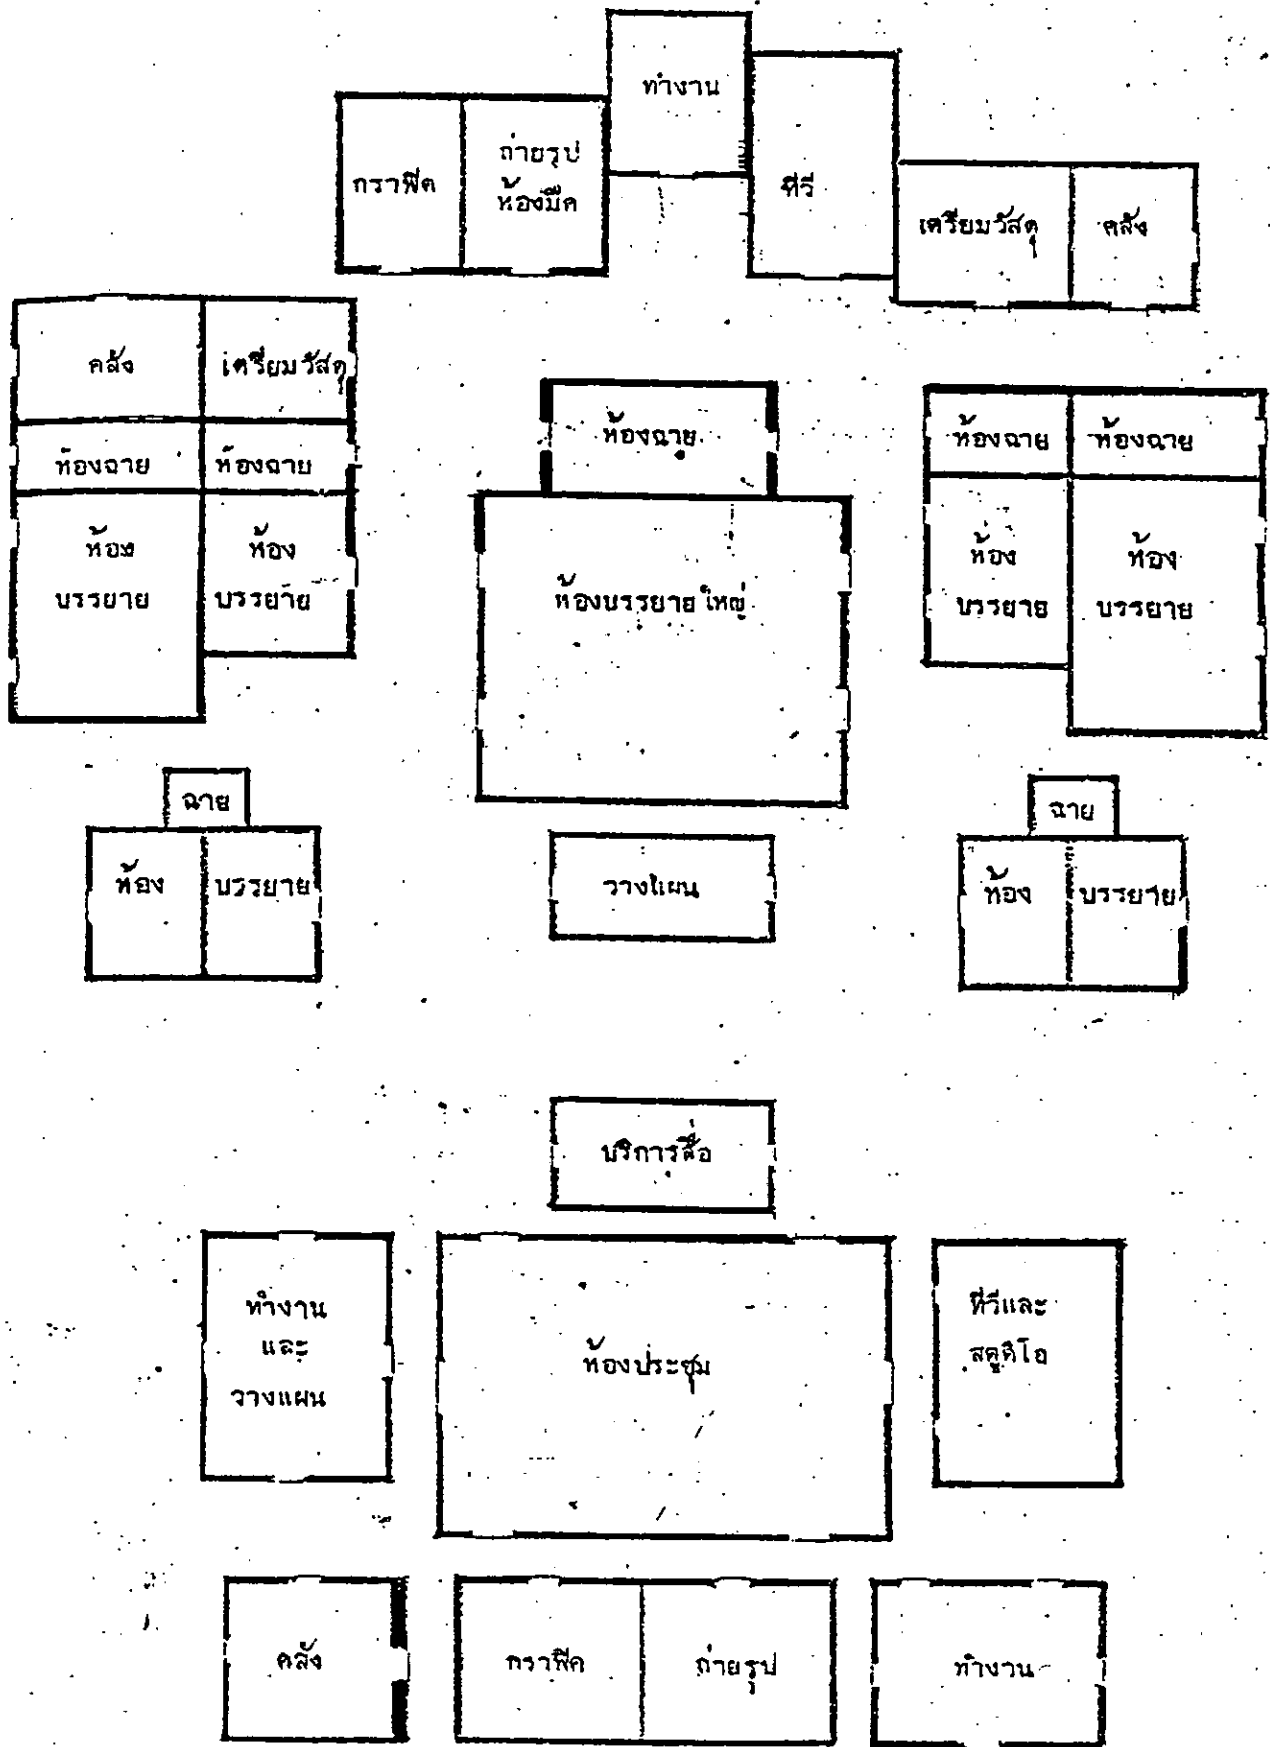 ทำงาน
กราฟิค
ถ่ายรูป
ห้องมืด
ทีวี
เตรียมวัสดุ
คลัง
คลัง
เตรียมวัสดุ
ห้องฉาย
ห้องฉาย
ห้อง
บรรยาย
ห้อง
บรรยาย
ห้องฉาย
ห้องบรรยายใหญ่
ห้องฉาย
ห้องฉาย
ห้อง
บรรยาย
ห้อง
บรรยาย
ฉาย
ห้อง
บรรยาย
วางแผน
ฉาย
ห้อง
บรรยาย
บริการสื่อ
ทำงาน
และ
วางแผน
ห้องประชุม
ทีวีและ
สตูดิโอ
คลัง
กราฟิค
ถ่ายรูป
ทำงาน